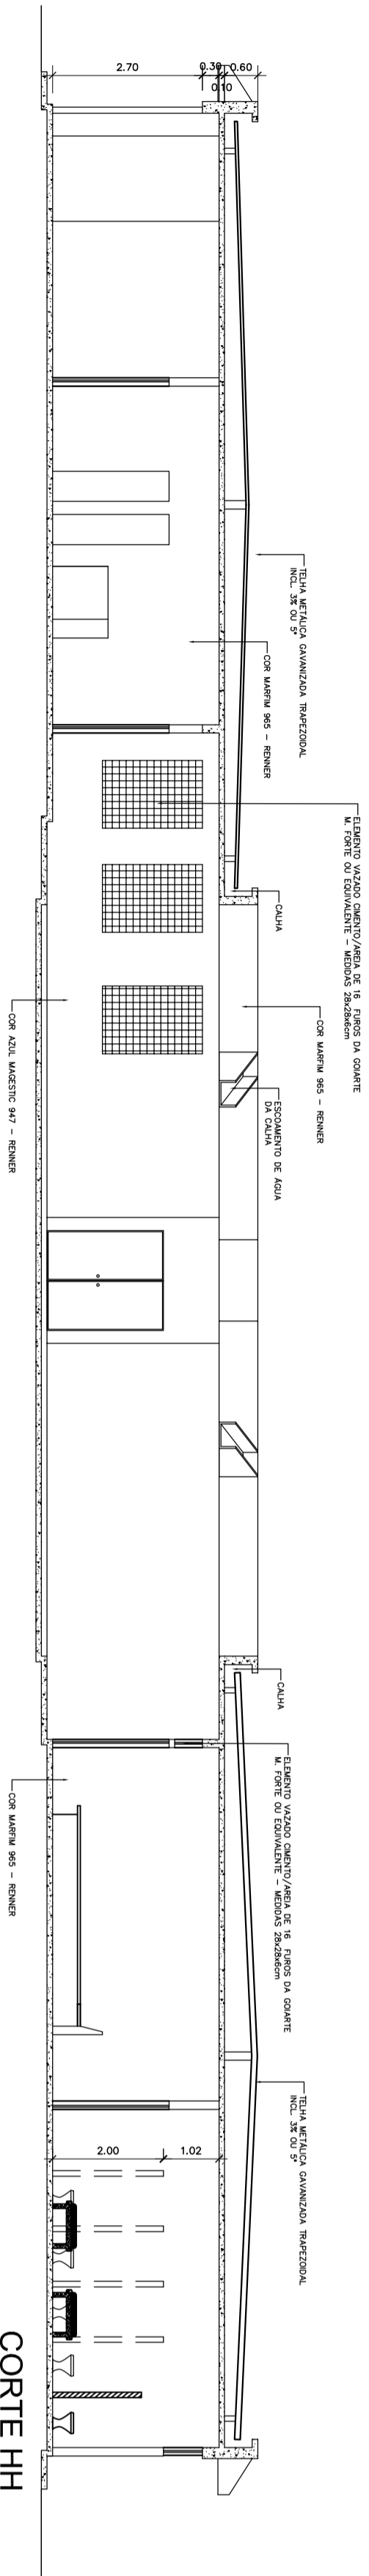 2.70
0.30
0.10
0.60
TELHA METÁLICA GAVANIZADA TRAPEZOIDAL
INCL. 3% OU 5°
COR MARFIM 965 - RENNER
ELEMENTO VAZADO CIMENTO/AREIA DE 16 FUROS DA GOIARTE
M. FORTE OU EQUIVALENTE - MEDIDAS 28x28x6cm
CALHA
COR MARFIM 965 - RENNER
COR AZUL MAGESTIC 947 - RENNER
ESCOAMENTO DE ÁGUA
DA CALHA
CALHA
ELEMENTO VAZADO CIMENTO/AREIA DE 16 FUROS DA GOIARTE
M. FORTE OU EQUIVALENTE - MEDIDAS 28x28x6cm
COR MARFIM 965 - RENNER
TELHA METÁLICA GAVANIZADA TRAPEZOIDAL
INCL. 3% OU 5°
2.00
1.02
CORTE HH